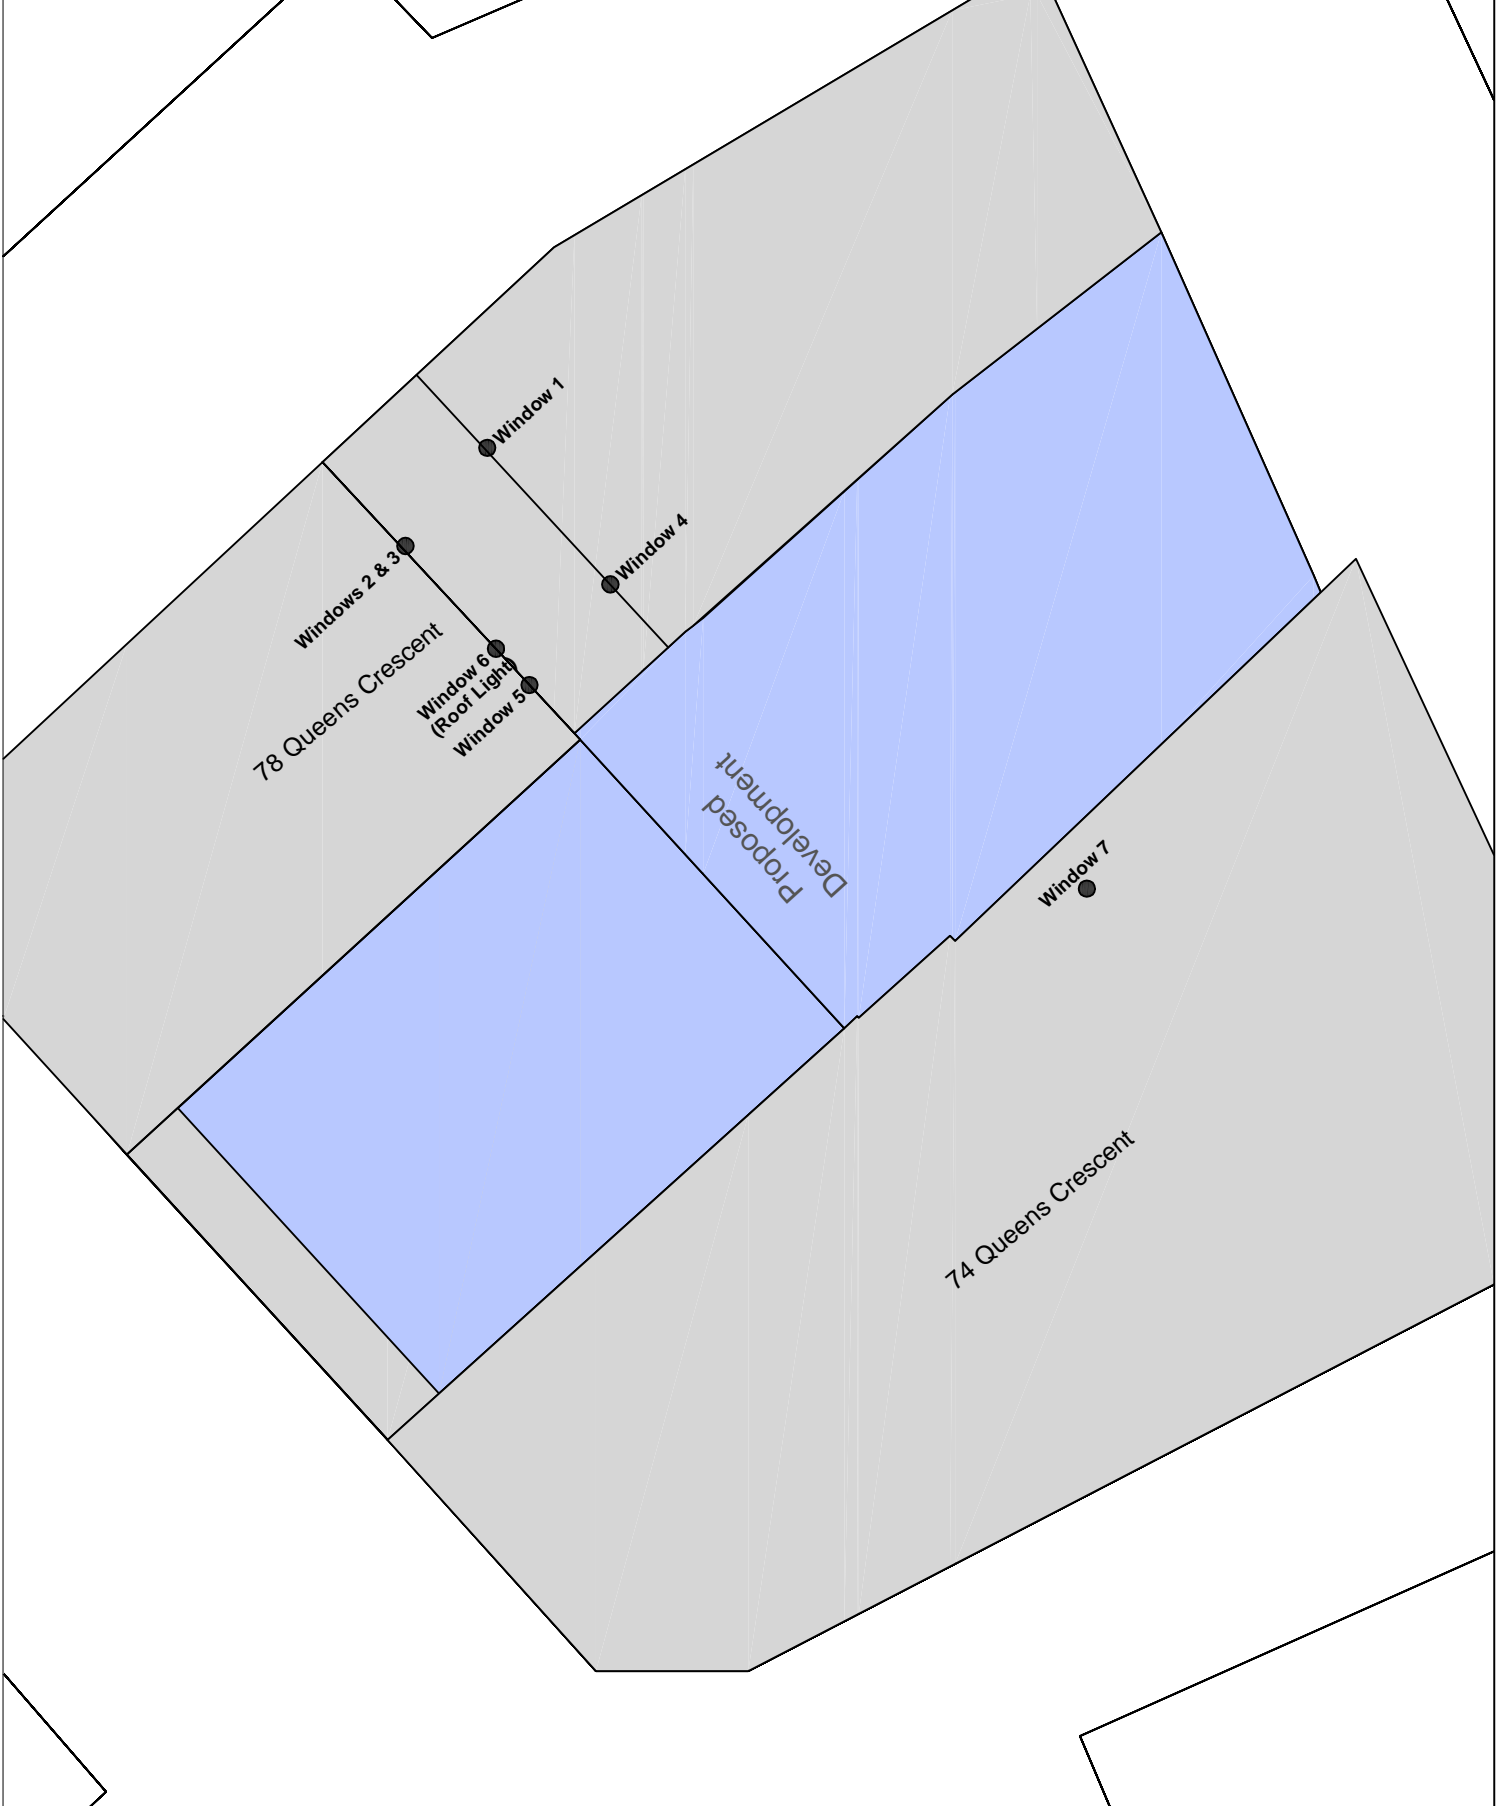 Window 1
Window 4
Windows 2 & 3
78 Queens Crescent
Window 6
(Roof Light)
Window 5
Proposed
Development
Window 7
74 Queens Crescent